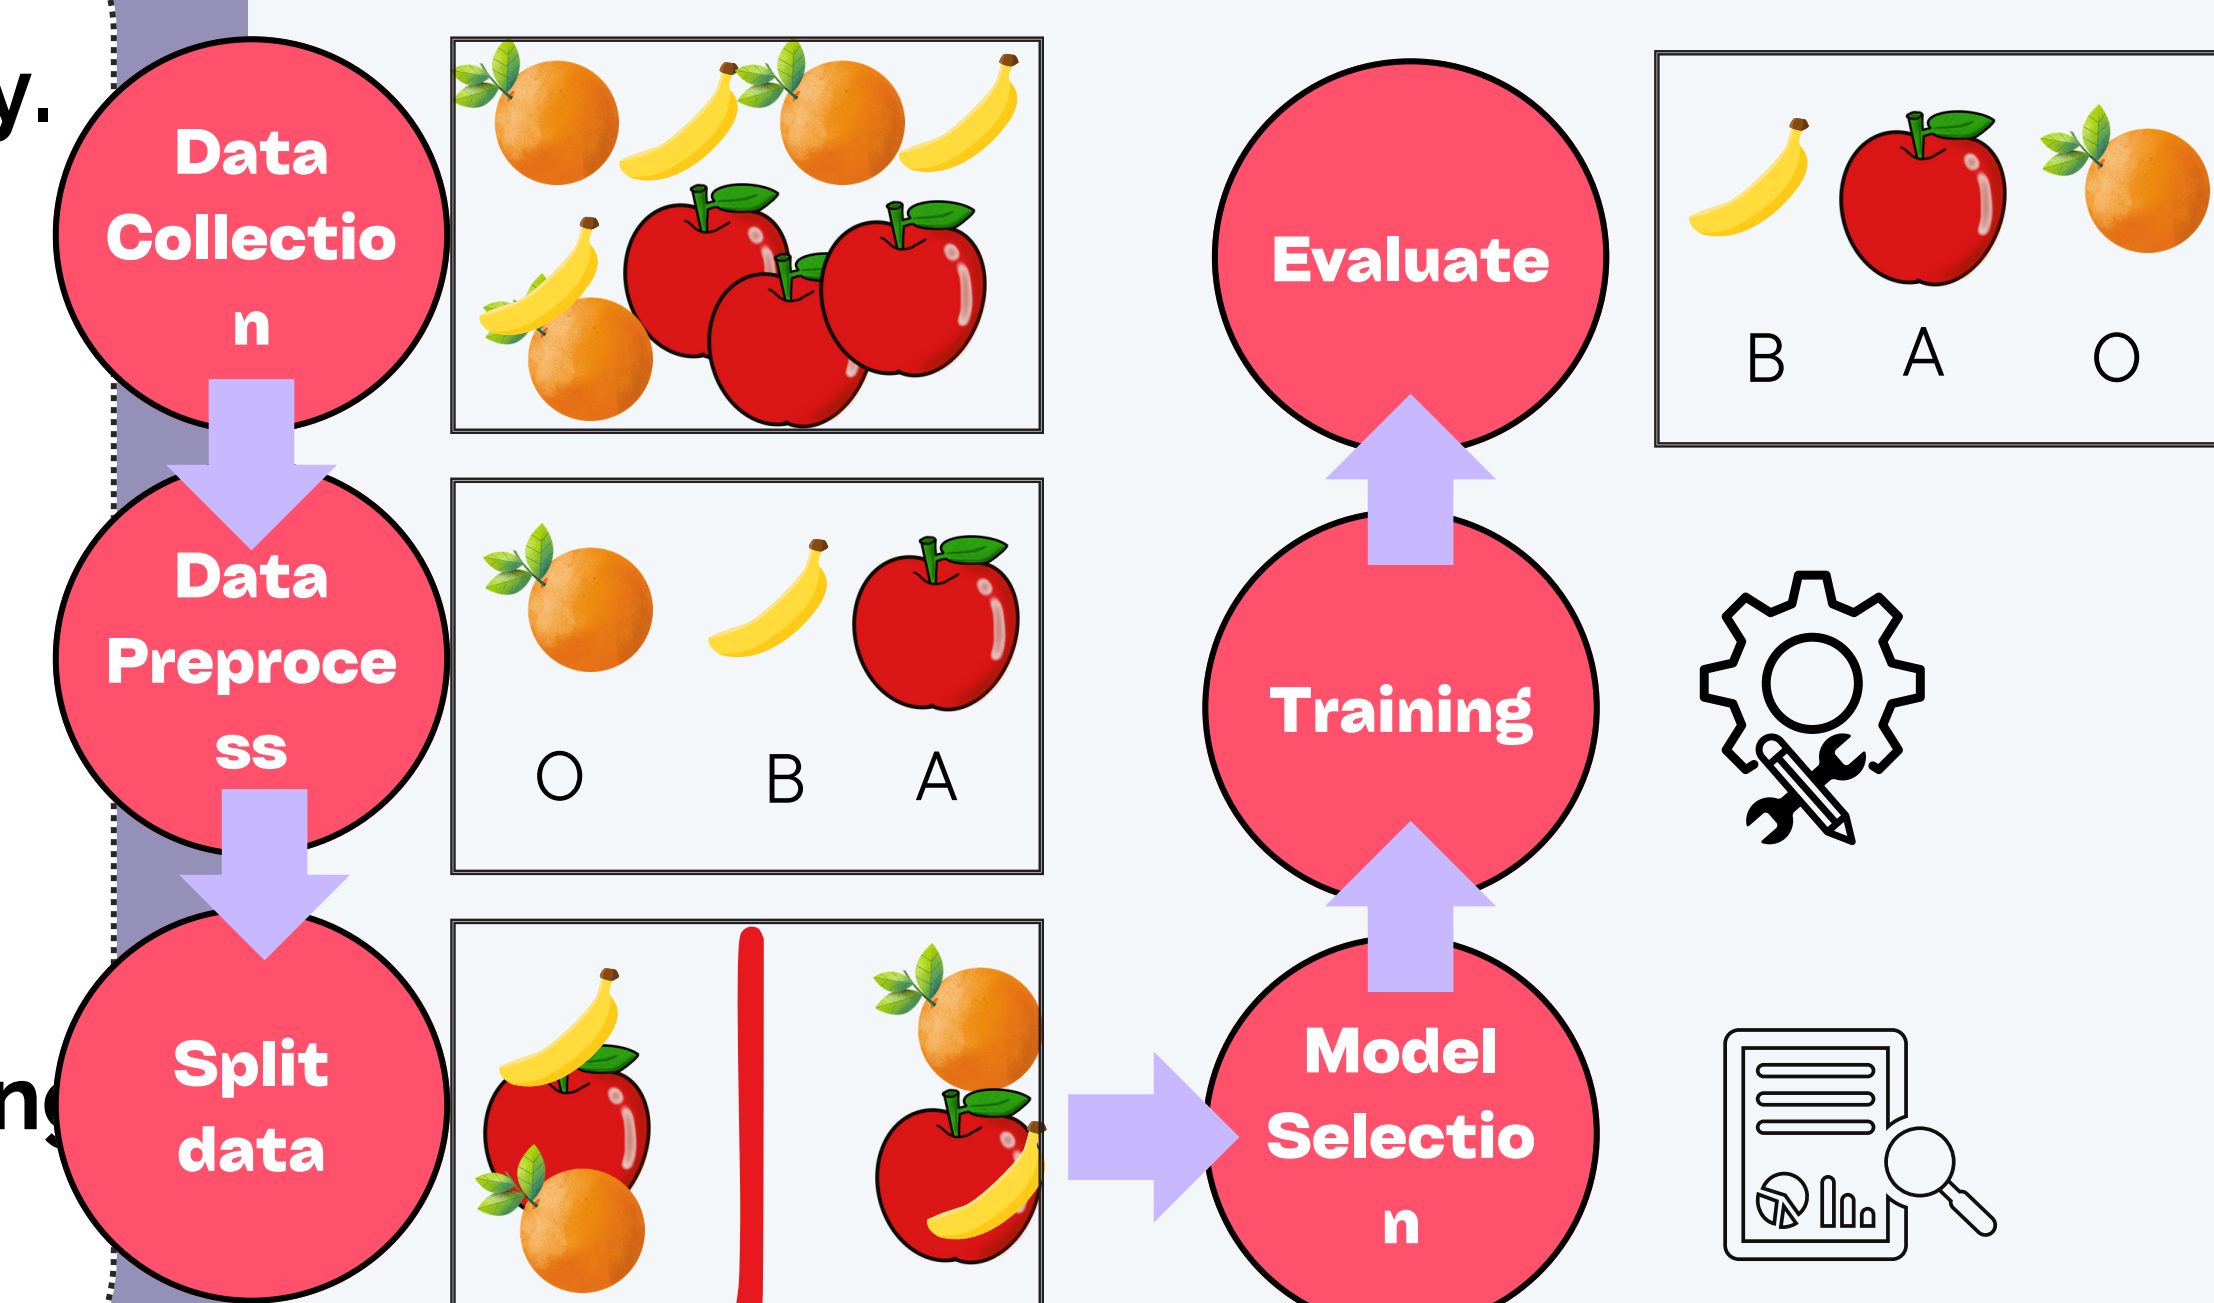 y.
Data
Collectio
n
Data
Preproce
ss
O B A
Split
data
Model
Selectio
n
Training
Evaluate
B A O